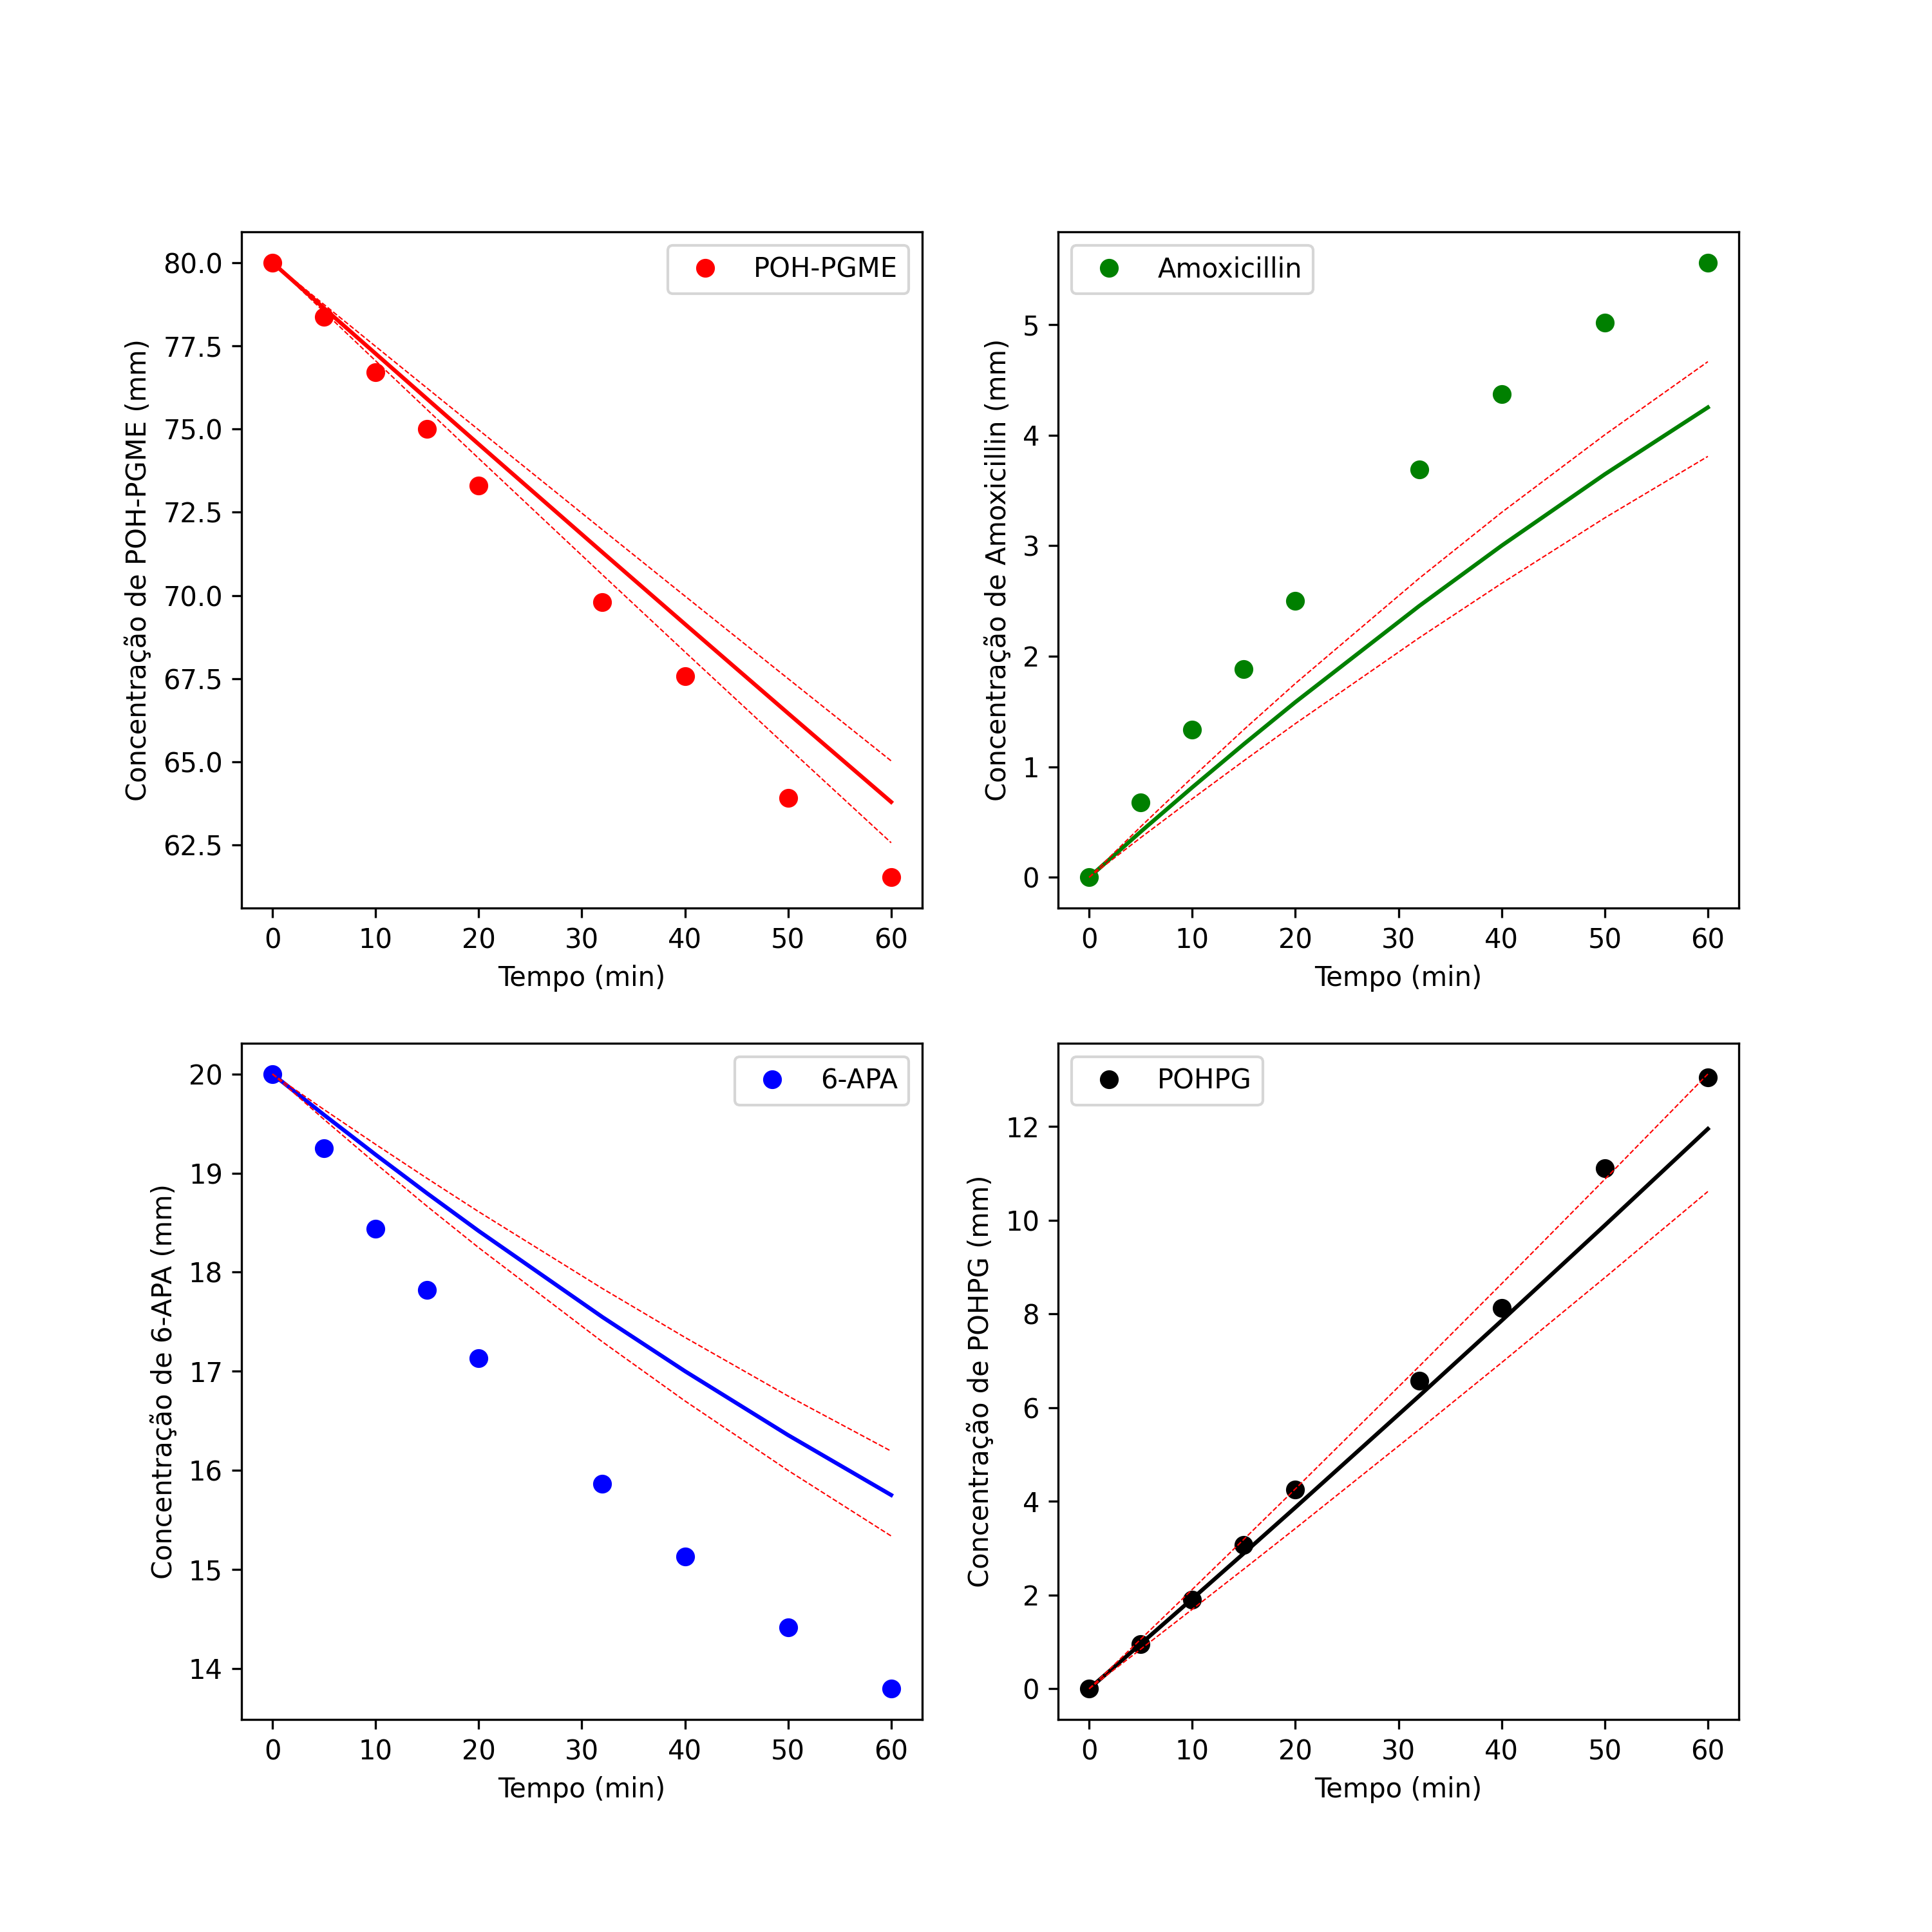 POH-PGME
80.0
77.5
75.0
72.5
70.0
67.5
65.0
62.5
Concentração de POH-PGME (mm)
0 10 20 30 40 50 60
Tempo (min)
Amoxicillin
5
4
3
2
1
0
Concentração de Amoxicillin (mm)
0 10 20 30 40 50 60
Tempo (min)
6-APA
20
19
18
17
16
15
14
Concentração de 6-APA (mm)
0 10 20 30 40 50 60
Tempo (min)
POHPG
12
10
8
6
4
2
0
Concentração de POHPG (mm)
0 10 20 30 40 50 60
Tempo (min)